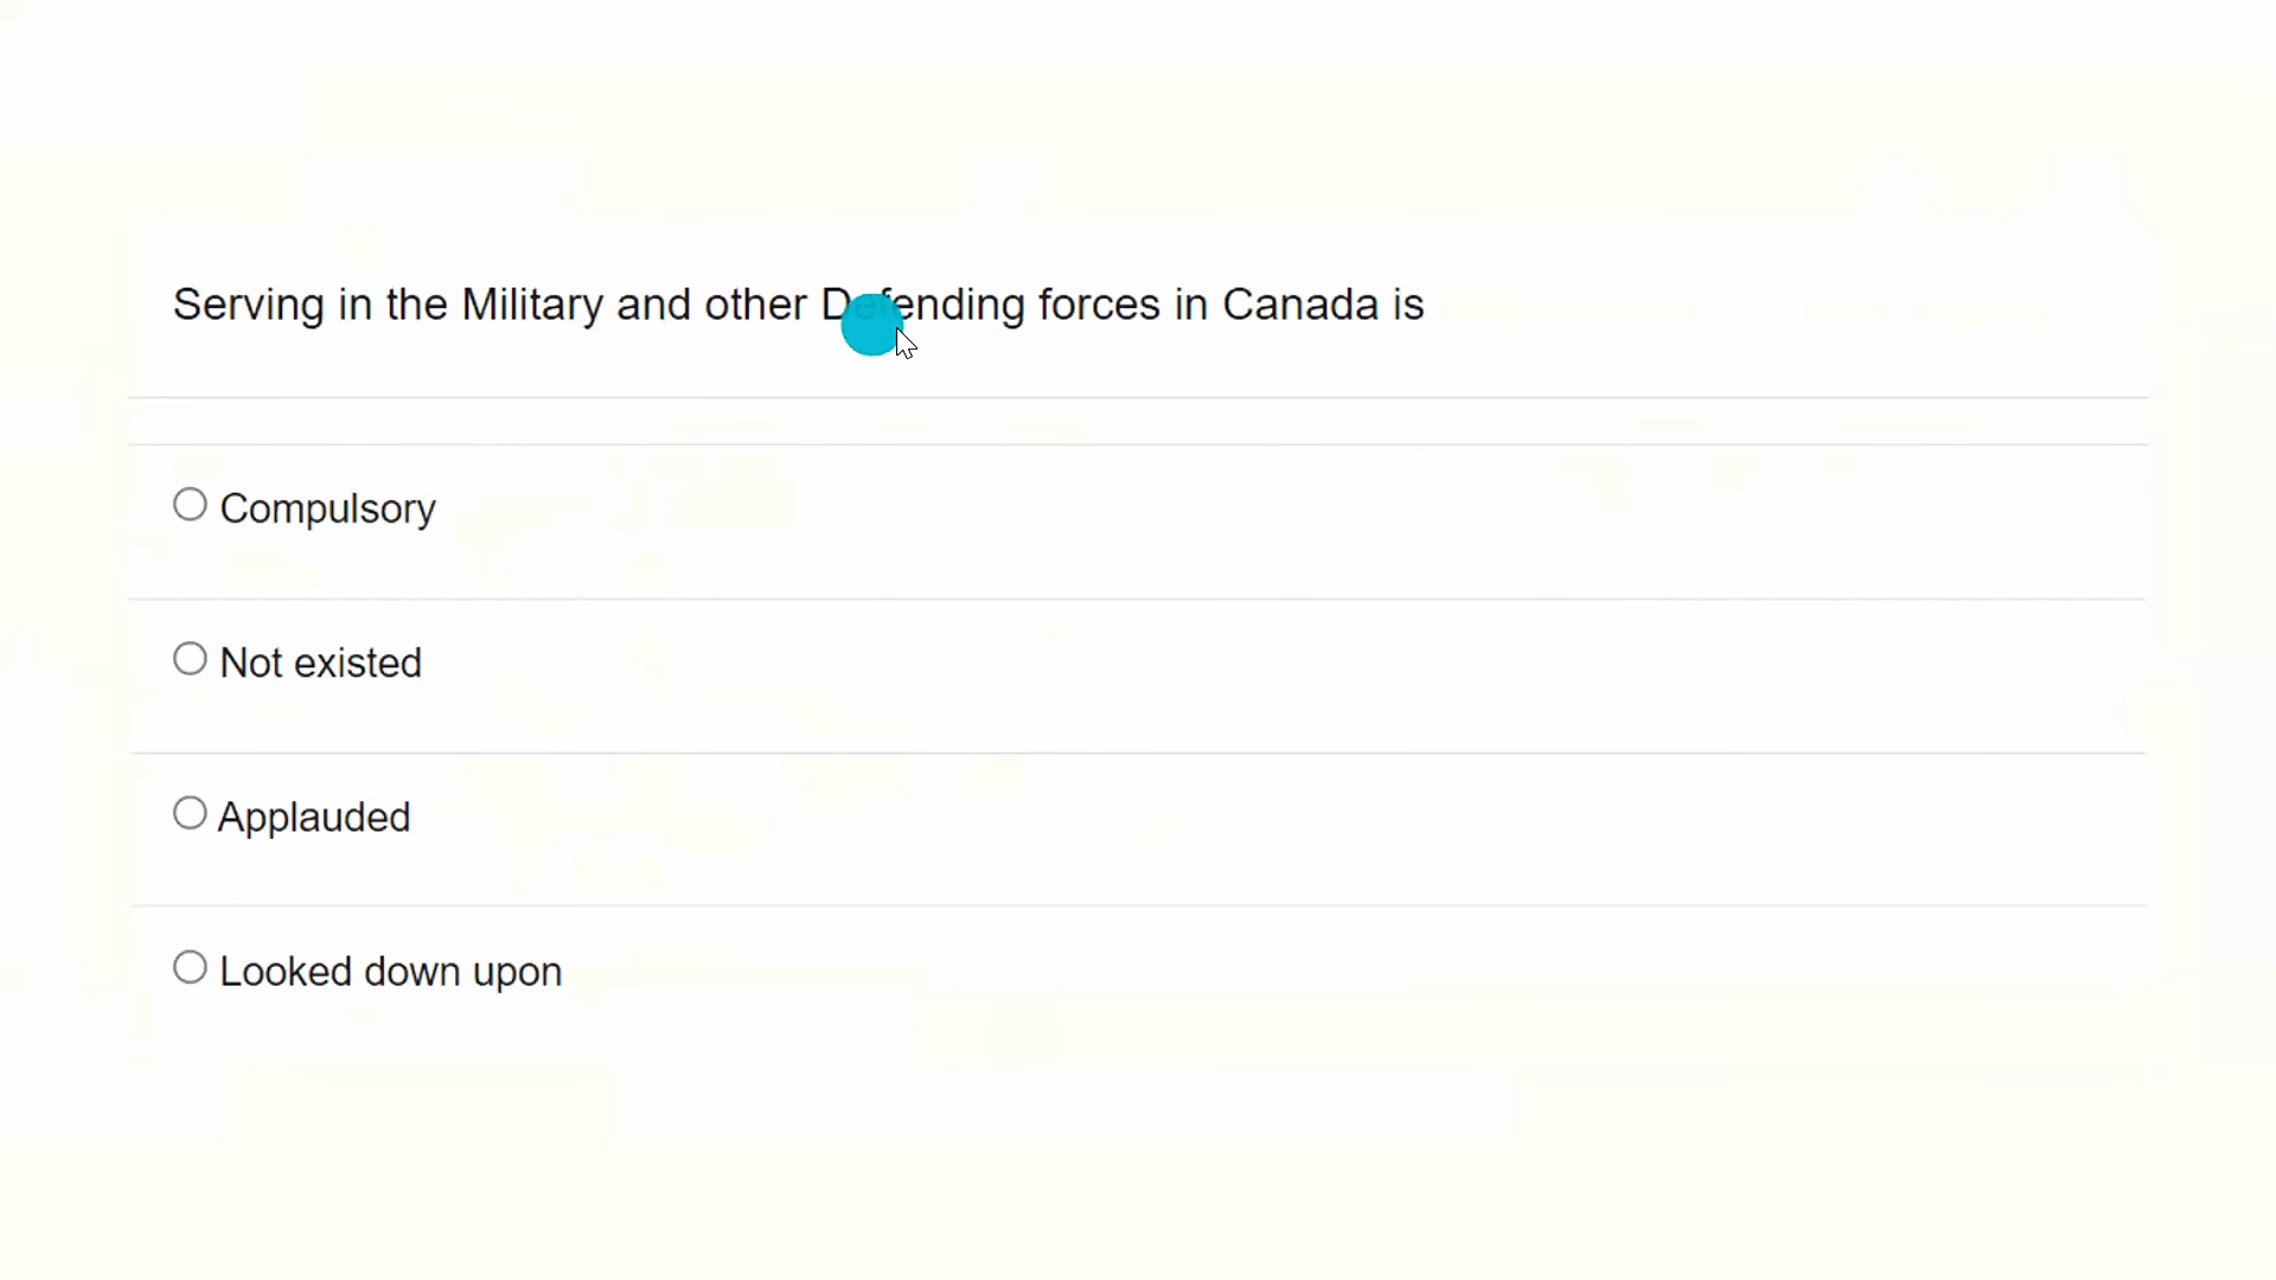 Serving in the Military and other Defending forces in Canada is
Compulsory
Not existed
Applauded
Looked down upon